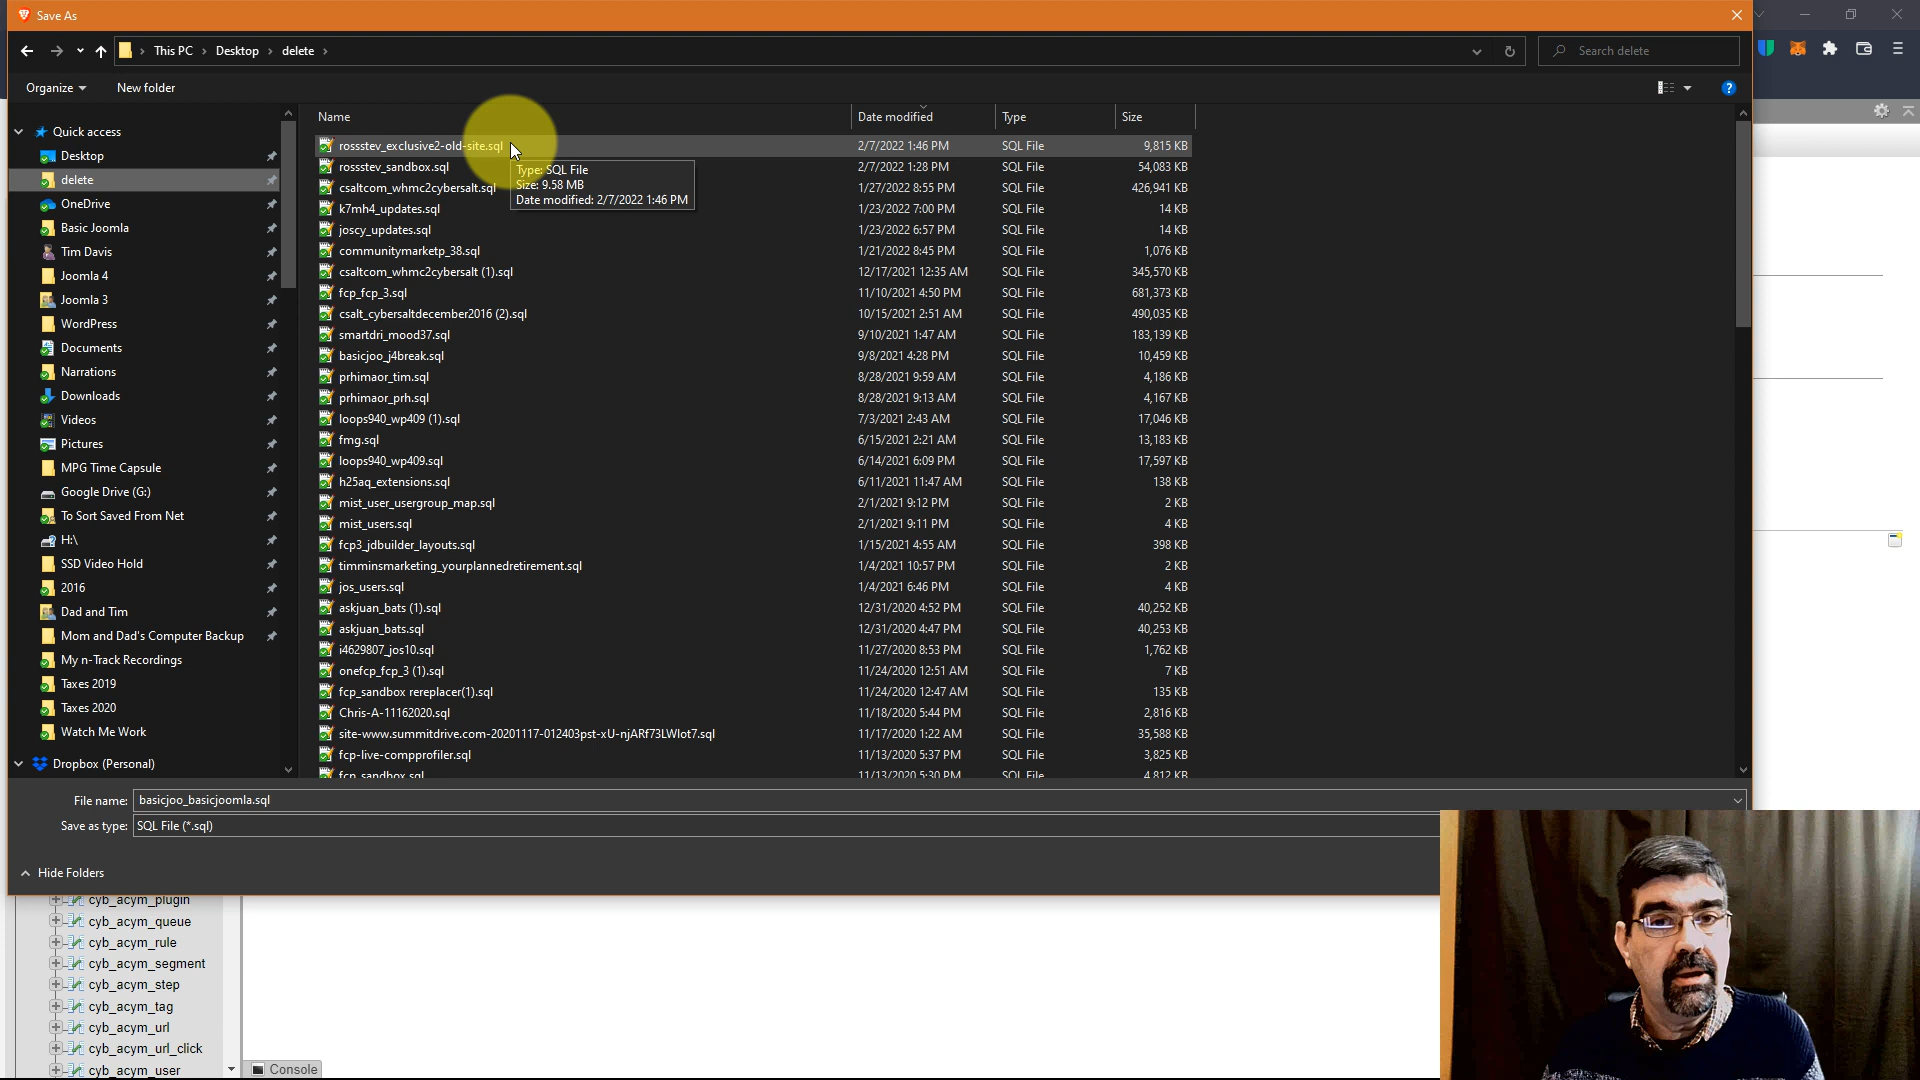 Save As
This PC > Desktop > delete >
Search delete
Organize
New folder
Name
Date modified
Type
Size
Quick access
Desktop
delete
OneDrive
Basic Joomla
Tim Davis
Joomla 4
Joomla 3
WordPress
Documents
Narrations
Downloads
Videos
Pictures
MPG Time Capsule
Google Drive (G:)
To Sort Saved From Net
H:\
SSD Video Hold
2016
Dad and Tim
Mom and Dad's Computer Backup
My n-Track Recordings
Taxes 2019
Taxes 2020
Watch Me Work
Dropbox (Personal)
rossstev_exclusive2-old-site.sql 2/7/2022 1:46 PM SQL File 9,815 KB
rossstev_sandbox.sql 2/7/2022 1:28 PM SQL File 54,083 KB
csaltcom_whmc2cybersalt.sql 1/27/2022 8:55 PM SQL File 426,941 KB
k7mh4_updates.sql 1/23/2022 7:00 PM SQL File 14 KB
joscy_updates.sql 1/23/2022 6:57 PM SQL File 14 KB
communitymarketp_38.sql 1/21/2022 8:45 PM SQL File 1,076 KB
csaltcom_whmc2cybersalt (1).sql 12/17/2021 12:35 AM SQL File 345,570 KB
fcp_fcp_3.sql 11/10/2021 4:50 PM SQL File 681,373 KB
csalt_cybersaltdecember2016 (2).sql 10/15/2021 2:51 AM SQL File 490,035 KB
smartdri_mood37.sql 9/10/2021 1:47 AM SQL File 183,139 KB
basicjoo_j4break.sql 9/8/2021 4:28 PM SQL File 10,459 KB
prhimaor_tim.sql 8/28/2021 9:59 AM SQL File 4,186 KB
prhimaor_prh.sql 8/28/2021 9:13 AM SQL File 4,167 KB
loops940_wp409 (1).sql 7/3/2021 2:43 AM SQL File 17,046 KB
fmg.sql 6/15/2021 2:21 AM SQL File 13,183 KB
loops940_wp409.sql 6/14/2021 6:09 PM SQL File 17,597 KB
h25aq_extensions.sql 6/11/2021 11:47 AM SQL File 138 KB
mist_user_usergroup_map.sql 2/1/2021 9:12 PM SQL File 2 KB
mist_users.sql 2/1/2021 9:11 PM SQL File 4 KB
fcp3_jdbuilder_layouts.sql 1/15/2021 4:55 AM SQL File 398 KB
timminsmarketing_yourplannedretirement.sql 1/4/2021 10:57 PM SQL File 2 KB
jos_users.sql 1/4/2021 6:46 PM SQL File 4 KB
askjuan_bats (1).sql 12/31/2020 4:52 PM SQL File 40,252 KB
askjuan_bats.sql 12/31/2020 4:47 PM SQL File 40,253 KB
i4629807_jos10.sql 11/27/2020 8:53 PM SQL File 1,762 KB
onefcp_fcp_3 (1).sql 11/24/2020 12:51 AM SQL File 7 KB
fcp_sandbox rereplacer(1).sql 11/24/2020 12:47 AM SQL File 135 KB
Chris-A-11162020.sql 11/18/2020 5:44 PM SQL File 2,816 KB
site-www.summitdrive.com-20201117-012403pst-xU-njARf73LWlot7.sql 11/17/2020 1:22 AM SQL File 35,588 KB
fcp-live-compprofiler.sql 11/13/2020 5:37 PM SQL File 3,825 KB
fcp_sandbox.sql 11/13/2020 5:30 PM SQL File 4,812 KB
Type: SQL File
Size: 9.58 MB
Date modified: 2/7/2022 1:46 PM
File name: basicjoo_basicjoomla.sql
Save as type: SQL File (*.sql)
Hide Folders
cyb_acym_plugin
cyb_acym_queue
cyb_acym_rule
cyb_acym_segment
cyb_acym_step
cyb_acym_tag
cyb_acym_url
cyb_acym_url_click
cyb_acym_user
Console